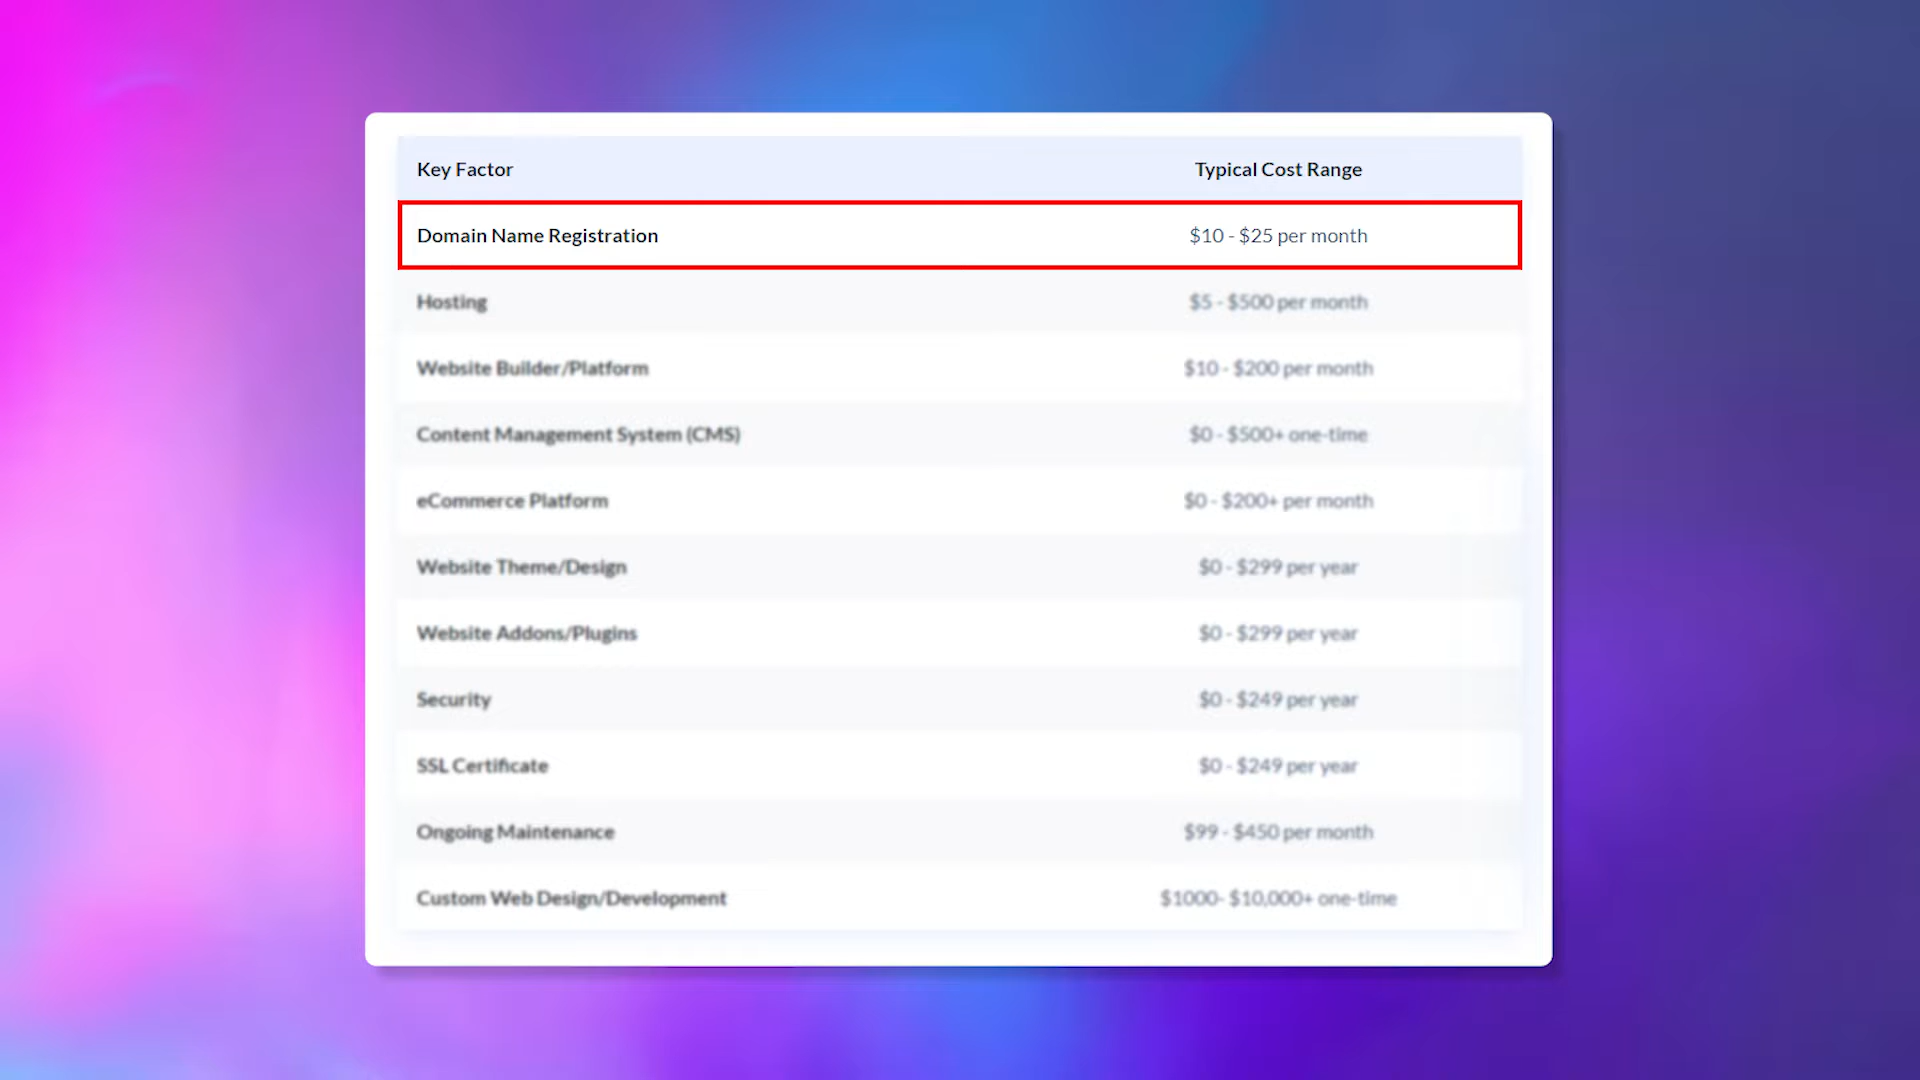 Key Factor Typical Cost Range
Domain Name Registration $10 - $25 per month
Hosting $5 - $500 per month
Website Builder/Platform $10 - $200 per month
Content Management System (CMS) $0 - $500+ one-time
eCommerce Platform $0 - $200+ per month
Website Theme/Design $0 - $299 per year
Website Addons/Plugins $0 - $299 per year
Security $0 - $249 per year
SSL Certificate $0 - $249 per year
Ongoing Maintenance $99 - $450 per month
Custom Web Design/Development $1000- $10,000+ one-time